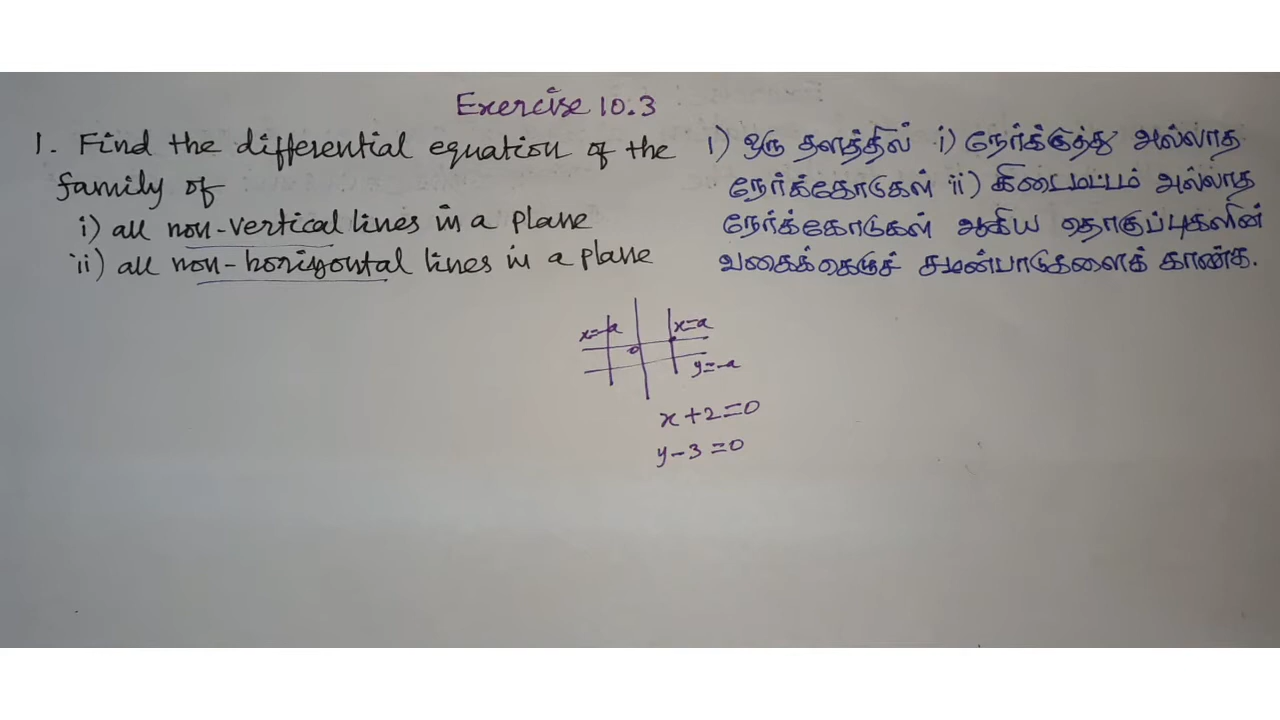 Exercise 10.3
1. Find the differential equation of the
family of
i) all non-vertical lines in a plane
ii) all non-horizontal lines in a plane
1) ஒரு தளத்தில் i) நேர்க்குத்து அல்லாத
நேர்க்கோடுகள் ii) கிடைமட்டம் அல்லாத
நேர்க்கோடுகள் ஆகிய தொகுப்புகளின்
வகைக்கெழுச் சமன்பாடுகளைக் காண்க.
x=-a
x=a
0
y=-a
x+2=0
y-3=0